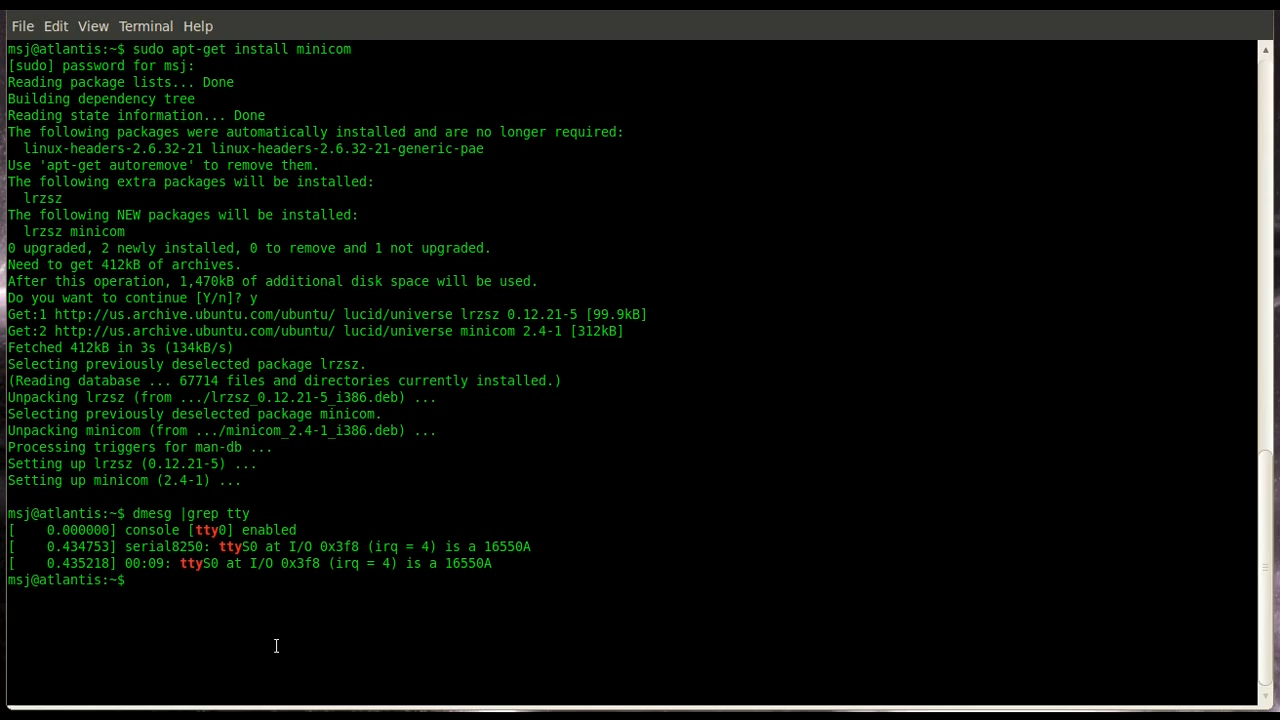 File Edit View Terminal Help
msj@atlantis:~$ sudo apt-get install minicom
[sudo] password for msj:
Reading package lists... Done
Building dependency tree
Reading state information... Done
The following packages were automatically installed and are no longer required:
  linux-headers-2.6.32-21 linux-headers-2.6.32-21-generic-pae
Use 'apt-get autoremove' to remove them.
The following extra packages will be installed:
  lrzsz
The following NEW packages will be installed:
  lrzsz minicom
0 upgraded, 2 newly installed, 0 to remove and 1 not upgraded.
Need to get 412kB of archives.
After this operation, 1,470kB of additional disk space will be used.
Do you want to continue [Y/n]? y
Get:1 http://us.archive.ubuntu.com/ubuntu/ lucid/universe lrzsz 0.12.21-5 [99.9kB]
Get:2 http://us.archive.ubuntu.com/ubuntu/ lucid/universe minicom 2.4-1 [312kB]
Fetched 412kB in 3s (134kB/s)
Selecting previously deselected package lrzsz.
(Reading database ... 67714 files and directories currently installed.)
Unpacking lrzsz (from .../lrzsz_0.12.21-5_i386.deb) ...
Selecting previously deselected package minicom.
Unpacking minicom (from .../minicom_2.4-1_i386.deb) ...
Processing triggers for man-db ...
Setting up lrzsz (0.12.21-5) ...
Setting up minicom (2.4-1) ...

msj@atlantis:~$ dmesg |grep tty
[    0.000000] console [tty0] enabled
[    0.434753] serial8250: ttyS0 at I/O 0x3f8 (irq = 4) is a 16550A
[    0.435218] 00:09: ttyS0 at I/O 0x3f8 (irq = 4) is a 16550A
msj@atlantis:~$